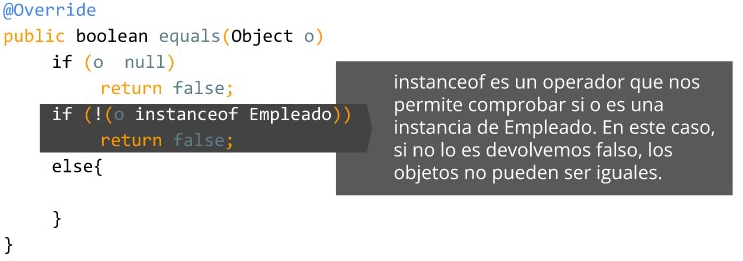 @Override
public boolean equals(Object o)
if (o  null)
return false;
if (!(o instanceof Empleado))
return false;
else{
}
}
instanceof es un operador que nos
permite comprobar si o es una
instancia de Empleado. En este caso,
si no lo es devolvemos falso, los
objetos no pueden ser iguales.